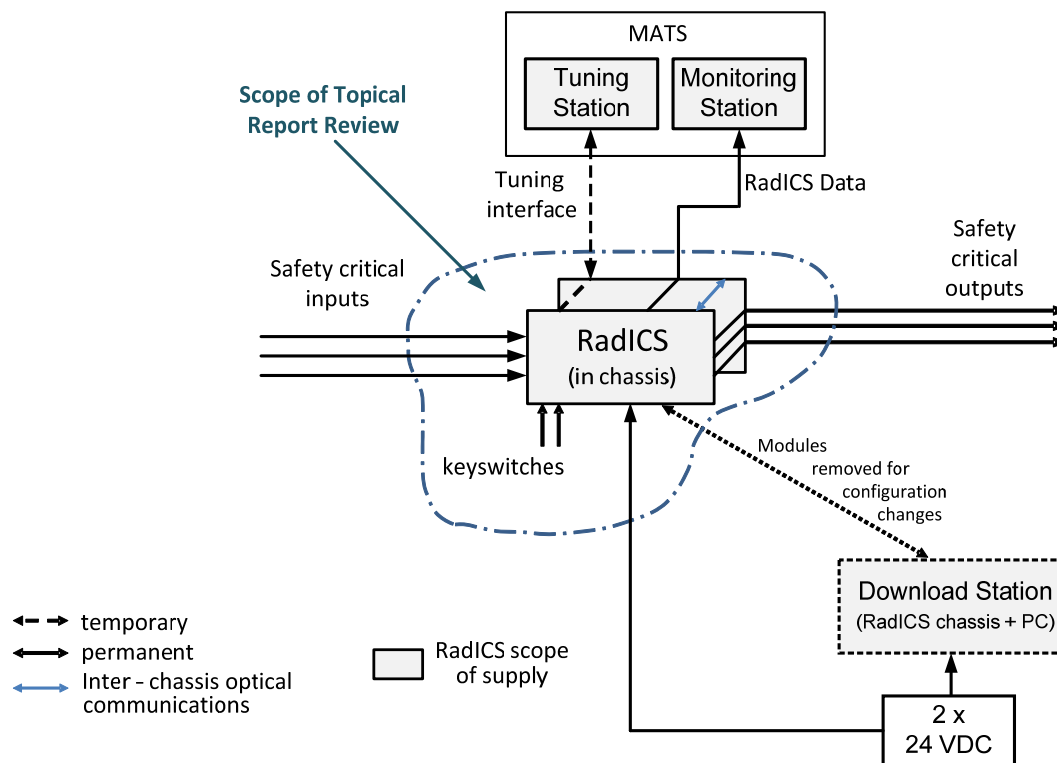 MATS
Tuning
Station
Monitoring
Station
Scope of Topical
Report Review
Tuning
interface
RadICS Data
Safety critical
inputs
Safety
critical
outputs
RadICS
(in chassis)
keyswitches
Modules
removed for
configuration
changes
Download Station
(RadICS chassis + PC)
temporary
permanent
Inter - chassis optical
communications
RadICS scope
of supply
2 x
24 VDC